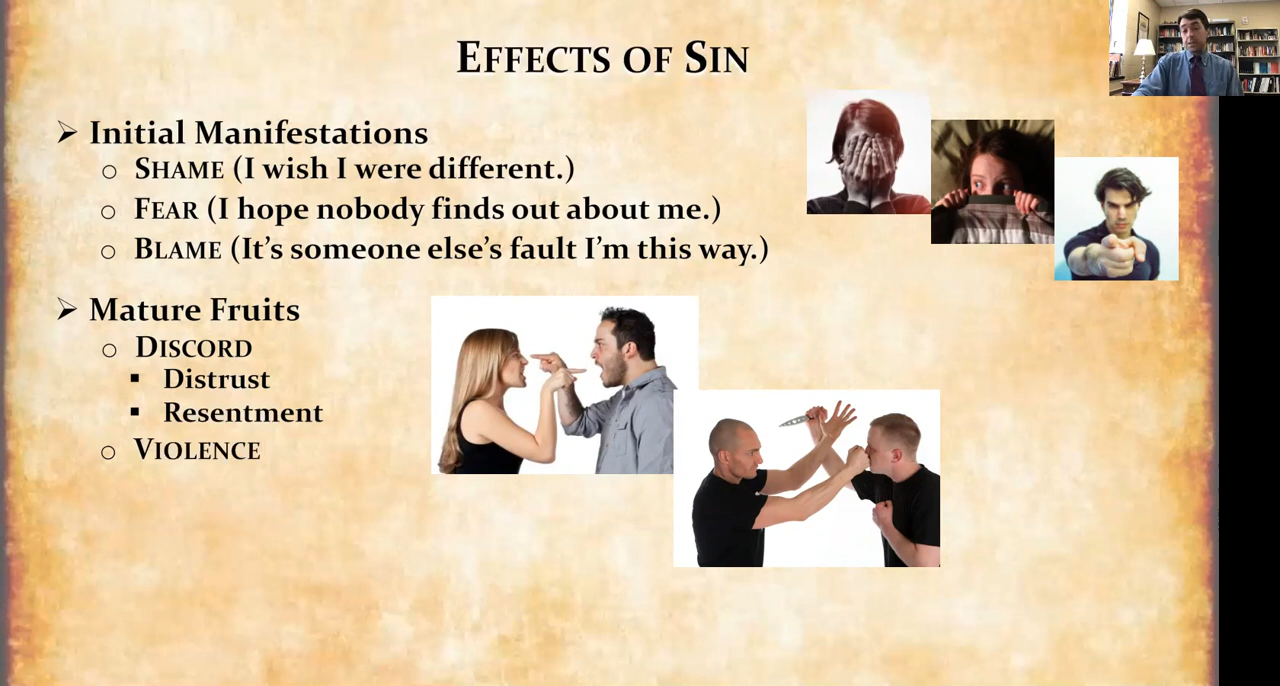 EFFECTS OF SIN
➢ Initial Manifestations
○ SHAME (I wish I were different.)
○ FEAR (I hope nobody finds out about me.)
○ BLAME (It’s someone else’s fault I’m this way.)
➢ Mature Fruits
○ DISCORD
▪ Distrust
▪ Resentment
○ VIOLENCE